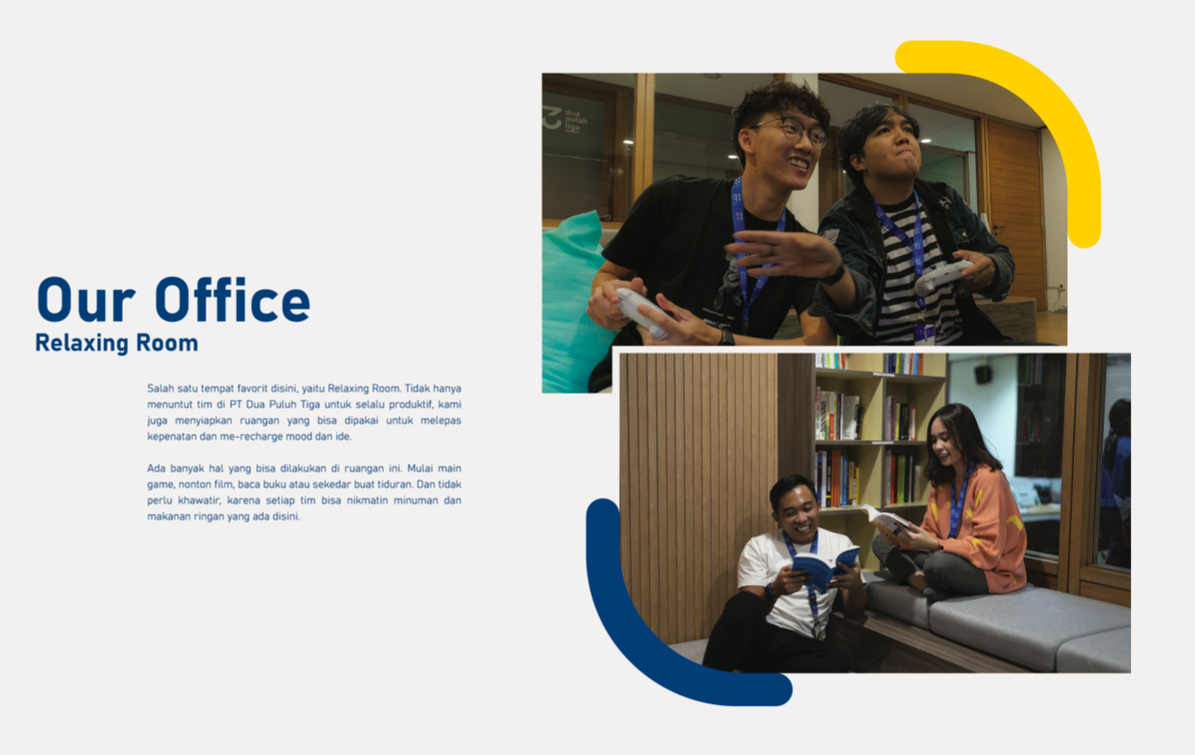 Our Office
Relaxing Room
Salah satu tempat favorit disini, yaitu Relaxing Room. Tidak hanya
menuntut tim di PT Dua Puluh Tiga untuk selalu produktif, kami
juga menyiapkan ruangan yang bisa dipakai untuk melepas
kepenatan dan me-recharge mood dan ide.
Ada banyak hal yang bisa dilakukan di ruangan ini. Mulai main
game, nonton film, baca buku atau sekedar buat tiduran. Dan tidak
perlu khawatir, karena setiap tim bisa nikmatin minuman dan
makanan ringan yang ada disini.
dua
puluh
tiga